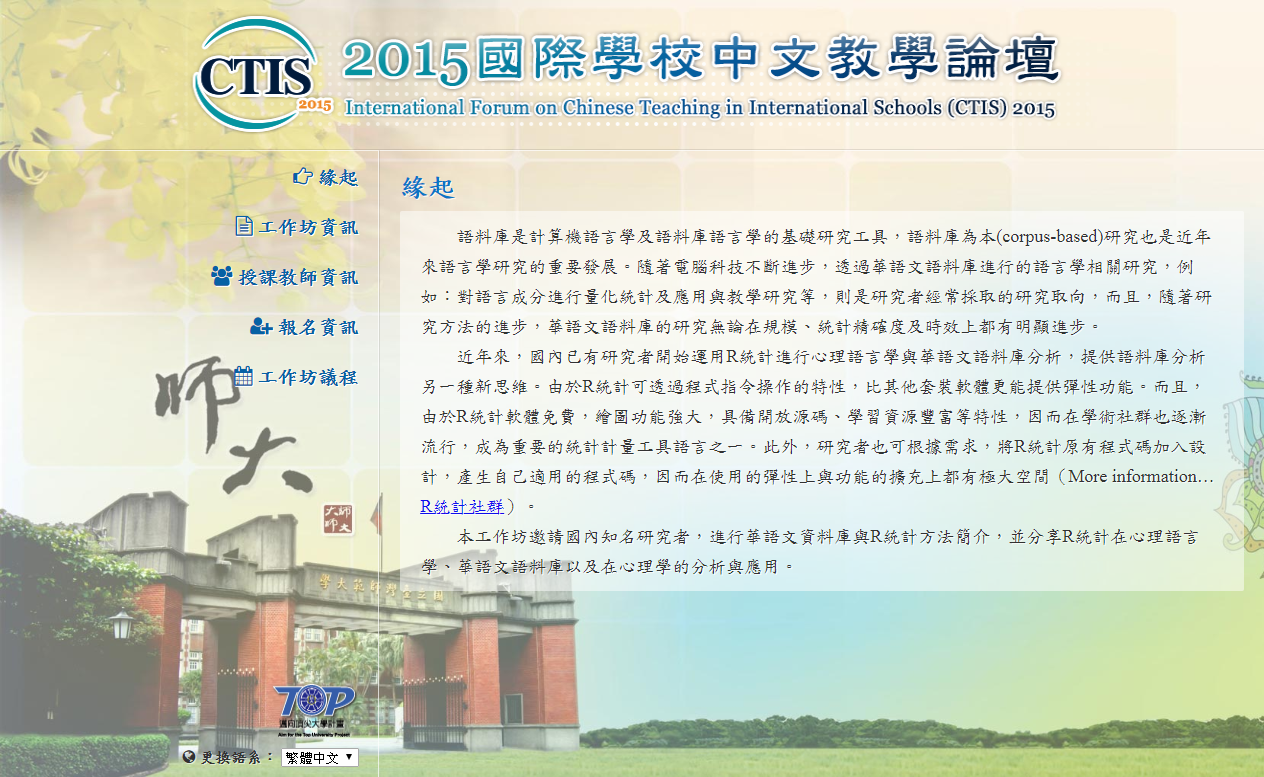 CTIS
2015
2015國際學校中文教學論壇
International Forum on Chinese Teaching in International Schools (CTIS) 2015
緣起
工作坊資訊
授課教師資訊
報名資訊
工作坊議程
師大
師大
師大
學大範師灣臺立國
TOP
邁向頂尖大學計畫
Aim for the Top University Project
更換語系：
繁體中文
緣起
語料庫是計算機語言學及語料庫語言學的基礎研究工具，語料庫為本(corpus-based)研究也是近年
來語言學研究的重要發展。隨著電腦科技不斷進步，透過華語文語料庫進行的語言學相關研究，例
如：對語言成分進行量化統計及應用與教學研究等，則是研究者經常採取的研究取向，而且，隨著研
究方法的進步，華語文語料庫的研究無論在規模、統計精確度及時效上都有明顯進步。
近年來，國內已有研究者開始運用R統計進行心理語言學與華語文語料庫分析，提供語料庫分析
另一種新思維。由於R統計可透過程式指令操作的特性，比其他套裝軟體更能提供彈性功能。而且，
由於R統計軟體免費，繪圖功能強大，具備開放源碼、學習資源豐富等特性，因而在學術社群也逐漸
流行，成為重要的統計計量工具語言之一。此外，研究者也可根據需求，將R統計原有程式碼加入設
計，產生自己適用的程式碼，因而在使用的彈性上與功能的擴充上都有極大空間（More information…
R統計社群）。
本工作坊邀請國內知名研究者，進行華語文資料庫與R統計方法簡介，並分享R統計在心理語言
學、華語文語料庫以及在心理學的分析與應用。